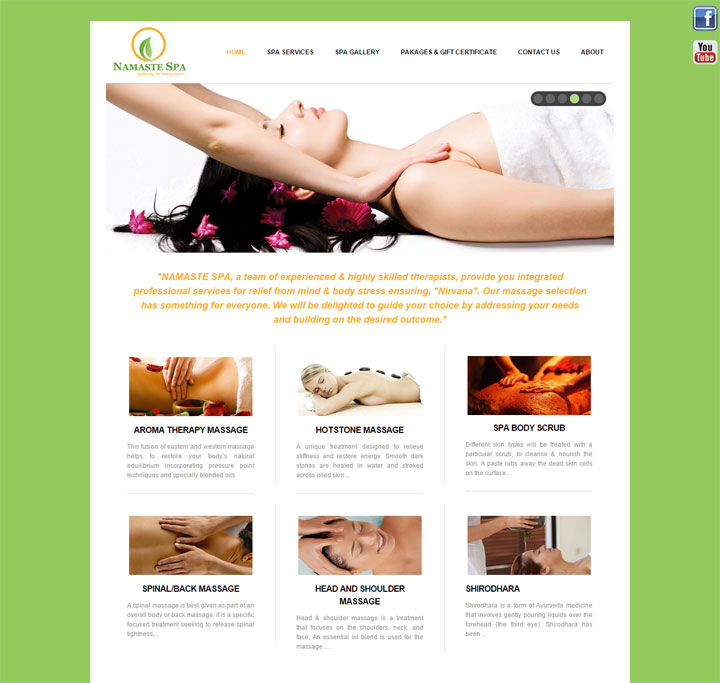 NAMASTE SPA
HOME
SPA SERVICES
SPA GALLERY
PAKAGES & GIFT CERTIFICATE
CONTACT US
ABOUT
You
Tube
"NAMASTE SPA, a team of experienced & highly skilled therapists, provide you integrated
professional services for relief from mind & body stress ensuring, "Nirvana". Our massage selection
has something for everyone. We will be delighted to guide your choice by addressing your needs
and building on the desired outcome."
AROMA THERAPY MASSAGE
This fusion of eastern and western massage
helps to restore your body's natural
equilibrium incorporating pressure point
techniques and specially blended oils.
HOTSTONE MASSAGE
A unique treatment designed to relieve
stiffness and restore energy. Smooth dark
stones are heated in water and stroked
across oiled skin....
SPA BODY SCRUB
Different skin types will be treated with a
particular scrub, to cleanse & nourish the
skin. A paste rubs away the dead skin cells
on the surface....
SPINAL/BACK MASSAGE
A spinal massage is best given as part of an
overall body or back massage. it is a specific
focused treatment seeking to release spinal
tightness,...
HEAD AND SHOULDER
MASSAGE
Head & shoulder massage is a treatment
that focuses on the shoulders, neck, and
face. An essential oil blend is used for the
massage....
SHIRODHARA
Shirodhara is a form of Ayurveda medicine
that involves gently pouring liquids over the
forehead (the third eye). Shirodhara has
been....